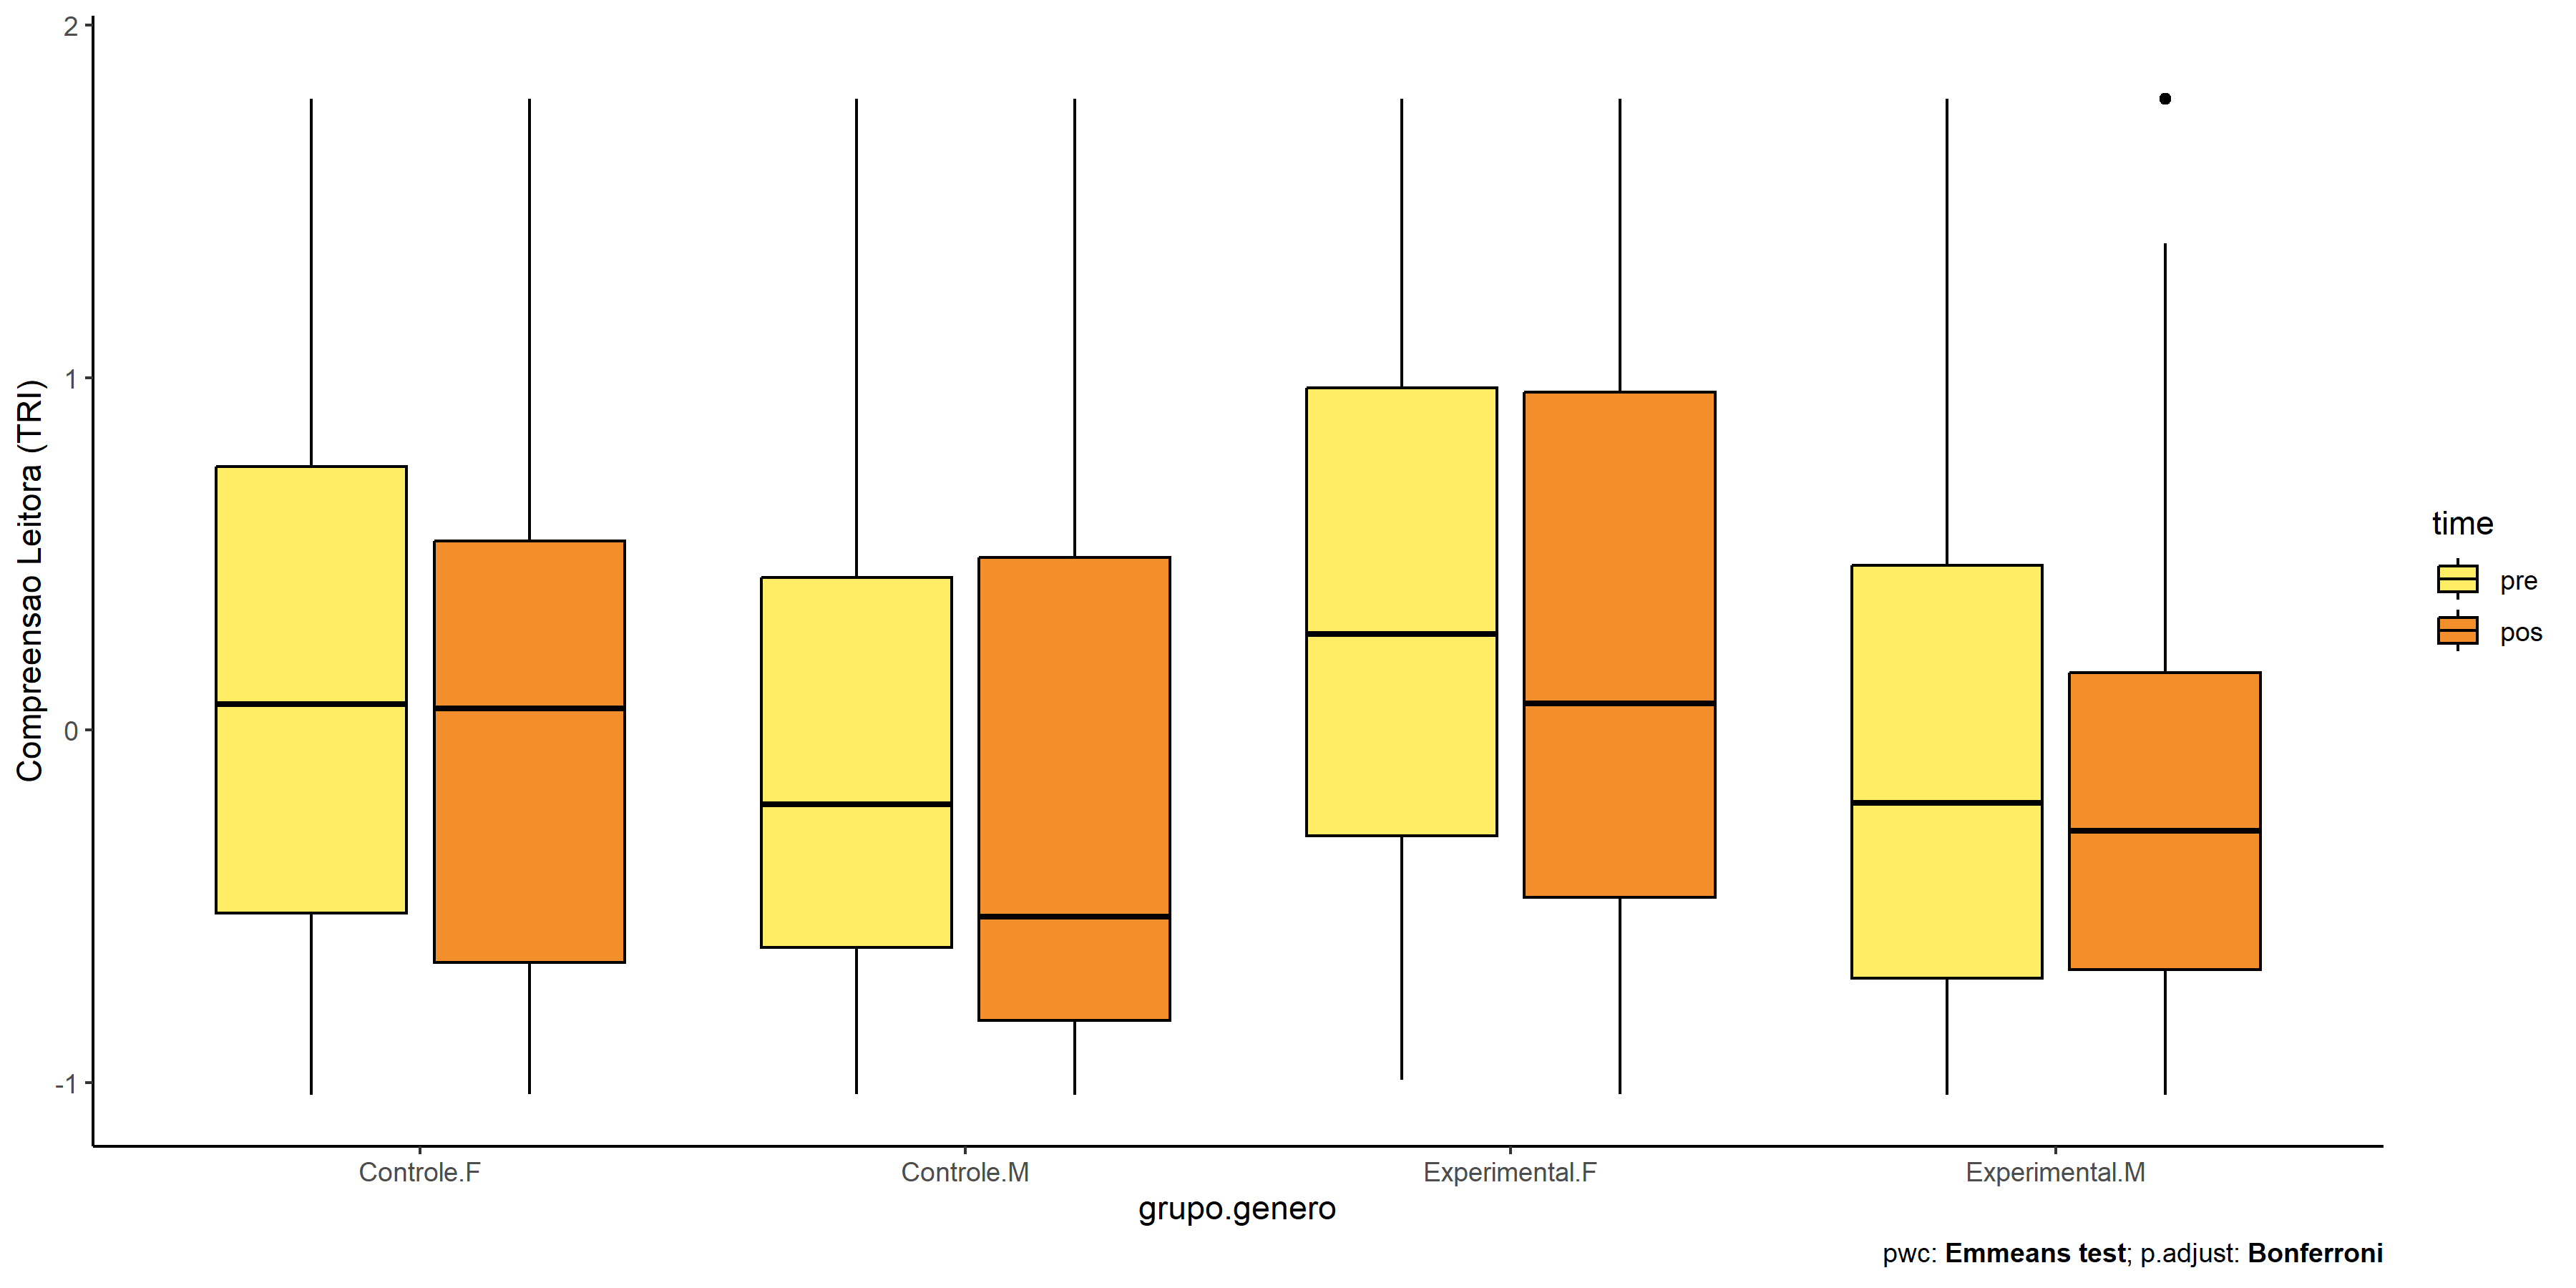 Compreensao Leitora (TRI)
2
1
0
-1
Controle.F
Controle.M
Experimental.F
Experimental.M
grupo.genero
time
pre
pos
pwc: Emmeans test; p.adjust: Bonferroni